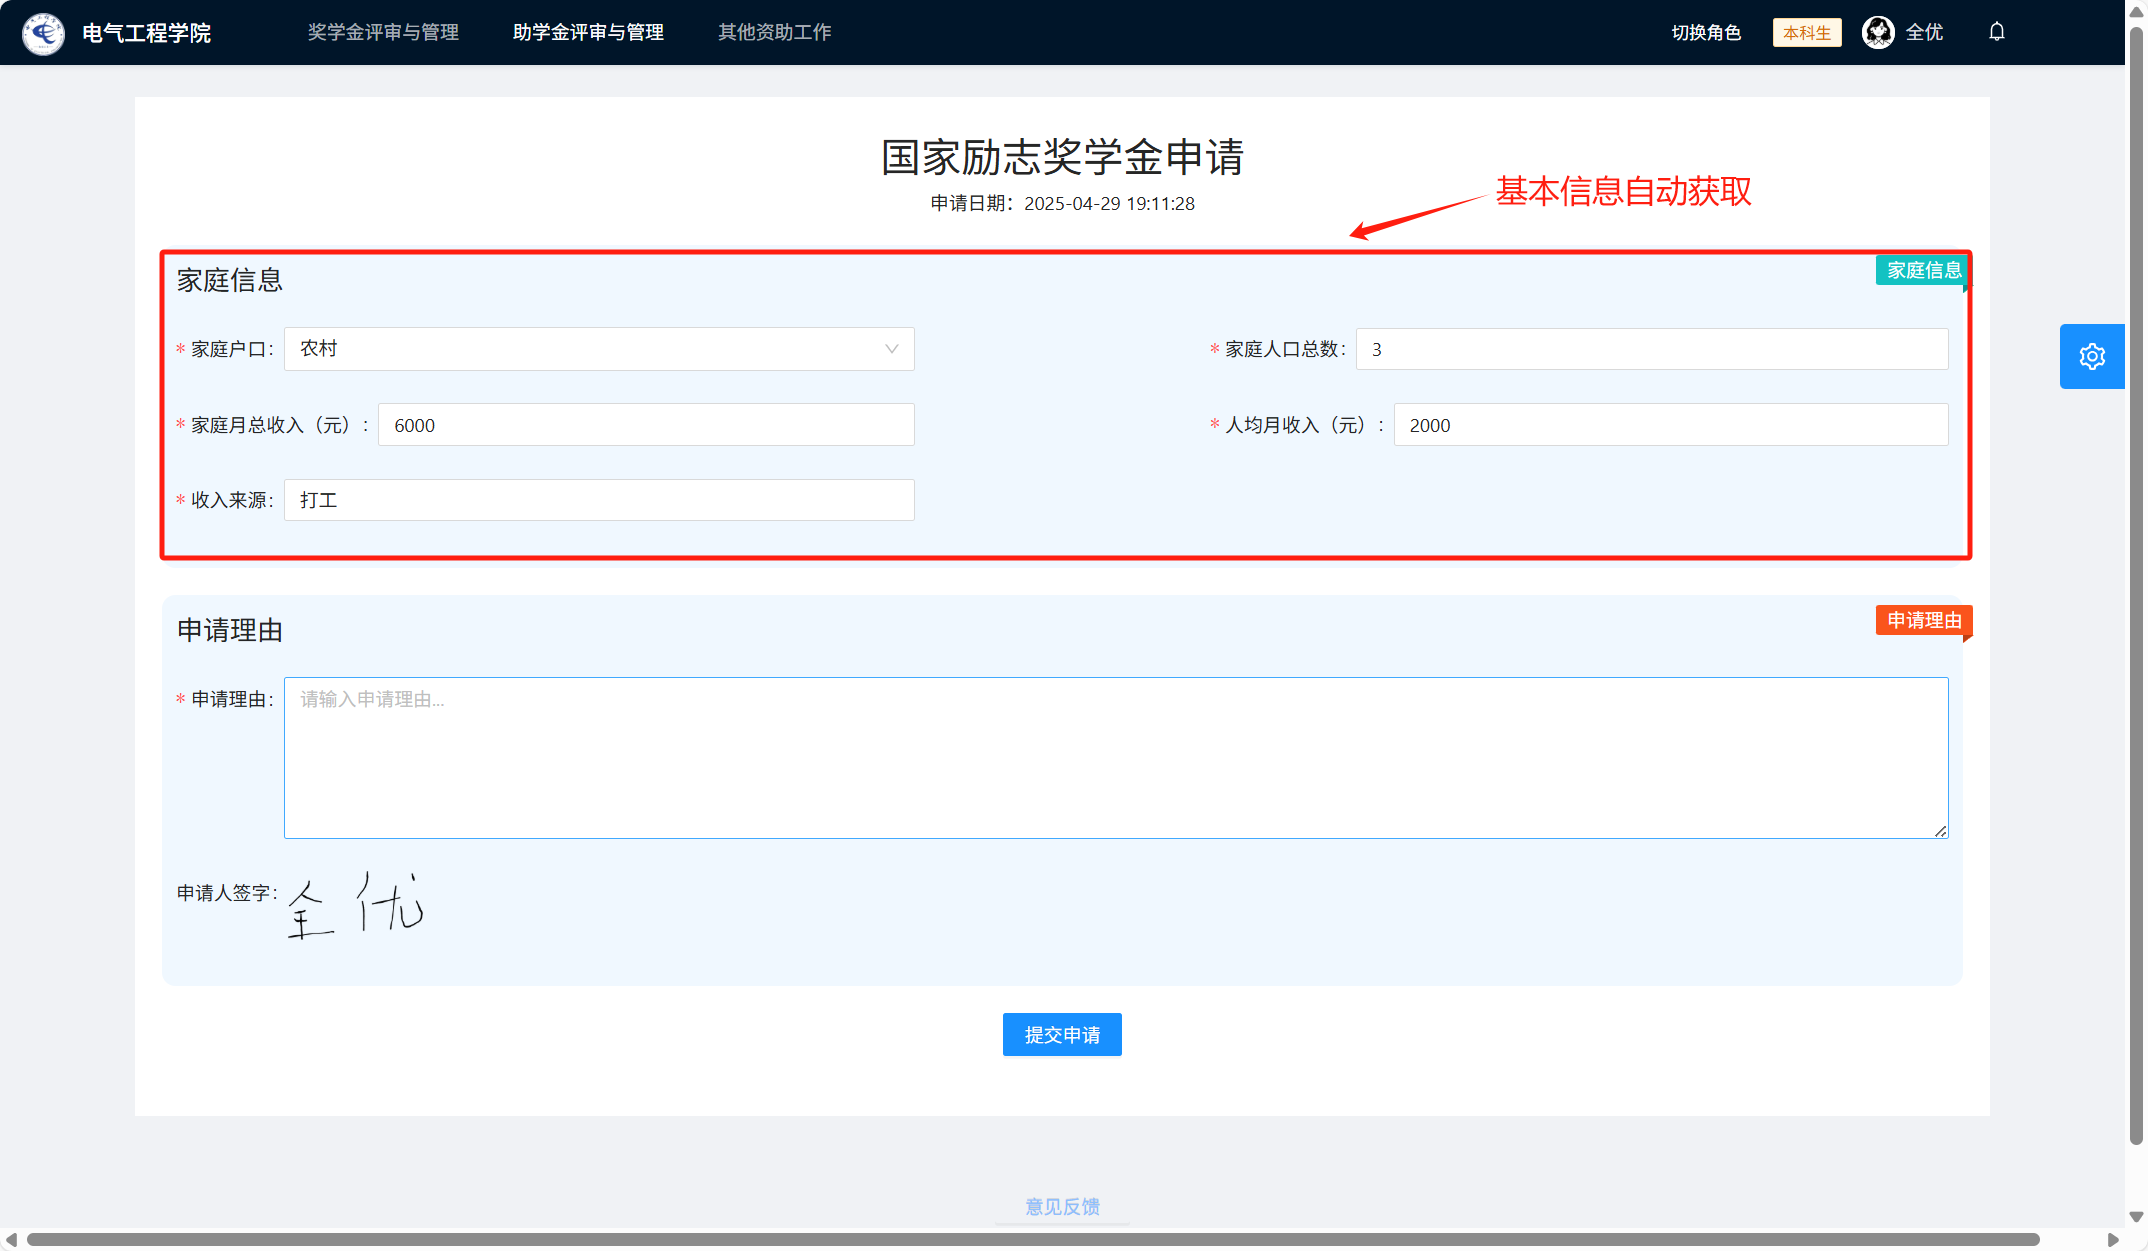 电气工程学院 奖学金评审与管理 助学金评审与管理 其他资助工作 切换角色 本科生 全优
国家励志奖学金申请
申请日期：2025-04-29 19:11:28
基本信息自动获取
家庭信息 家庭信息
* 家庭户口： 农村 * 家庭人口总数： 3
* 家庭月总收入（元）： 6000 * 人均月收入（元）： 2000
* 收入来源： 打工
申请理由 申请理由
* 申请理由： 请输入申请理由...
申请人签字： 全优
提交申请
意见反馈